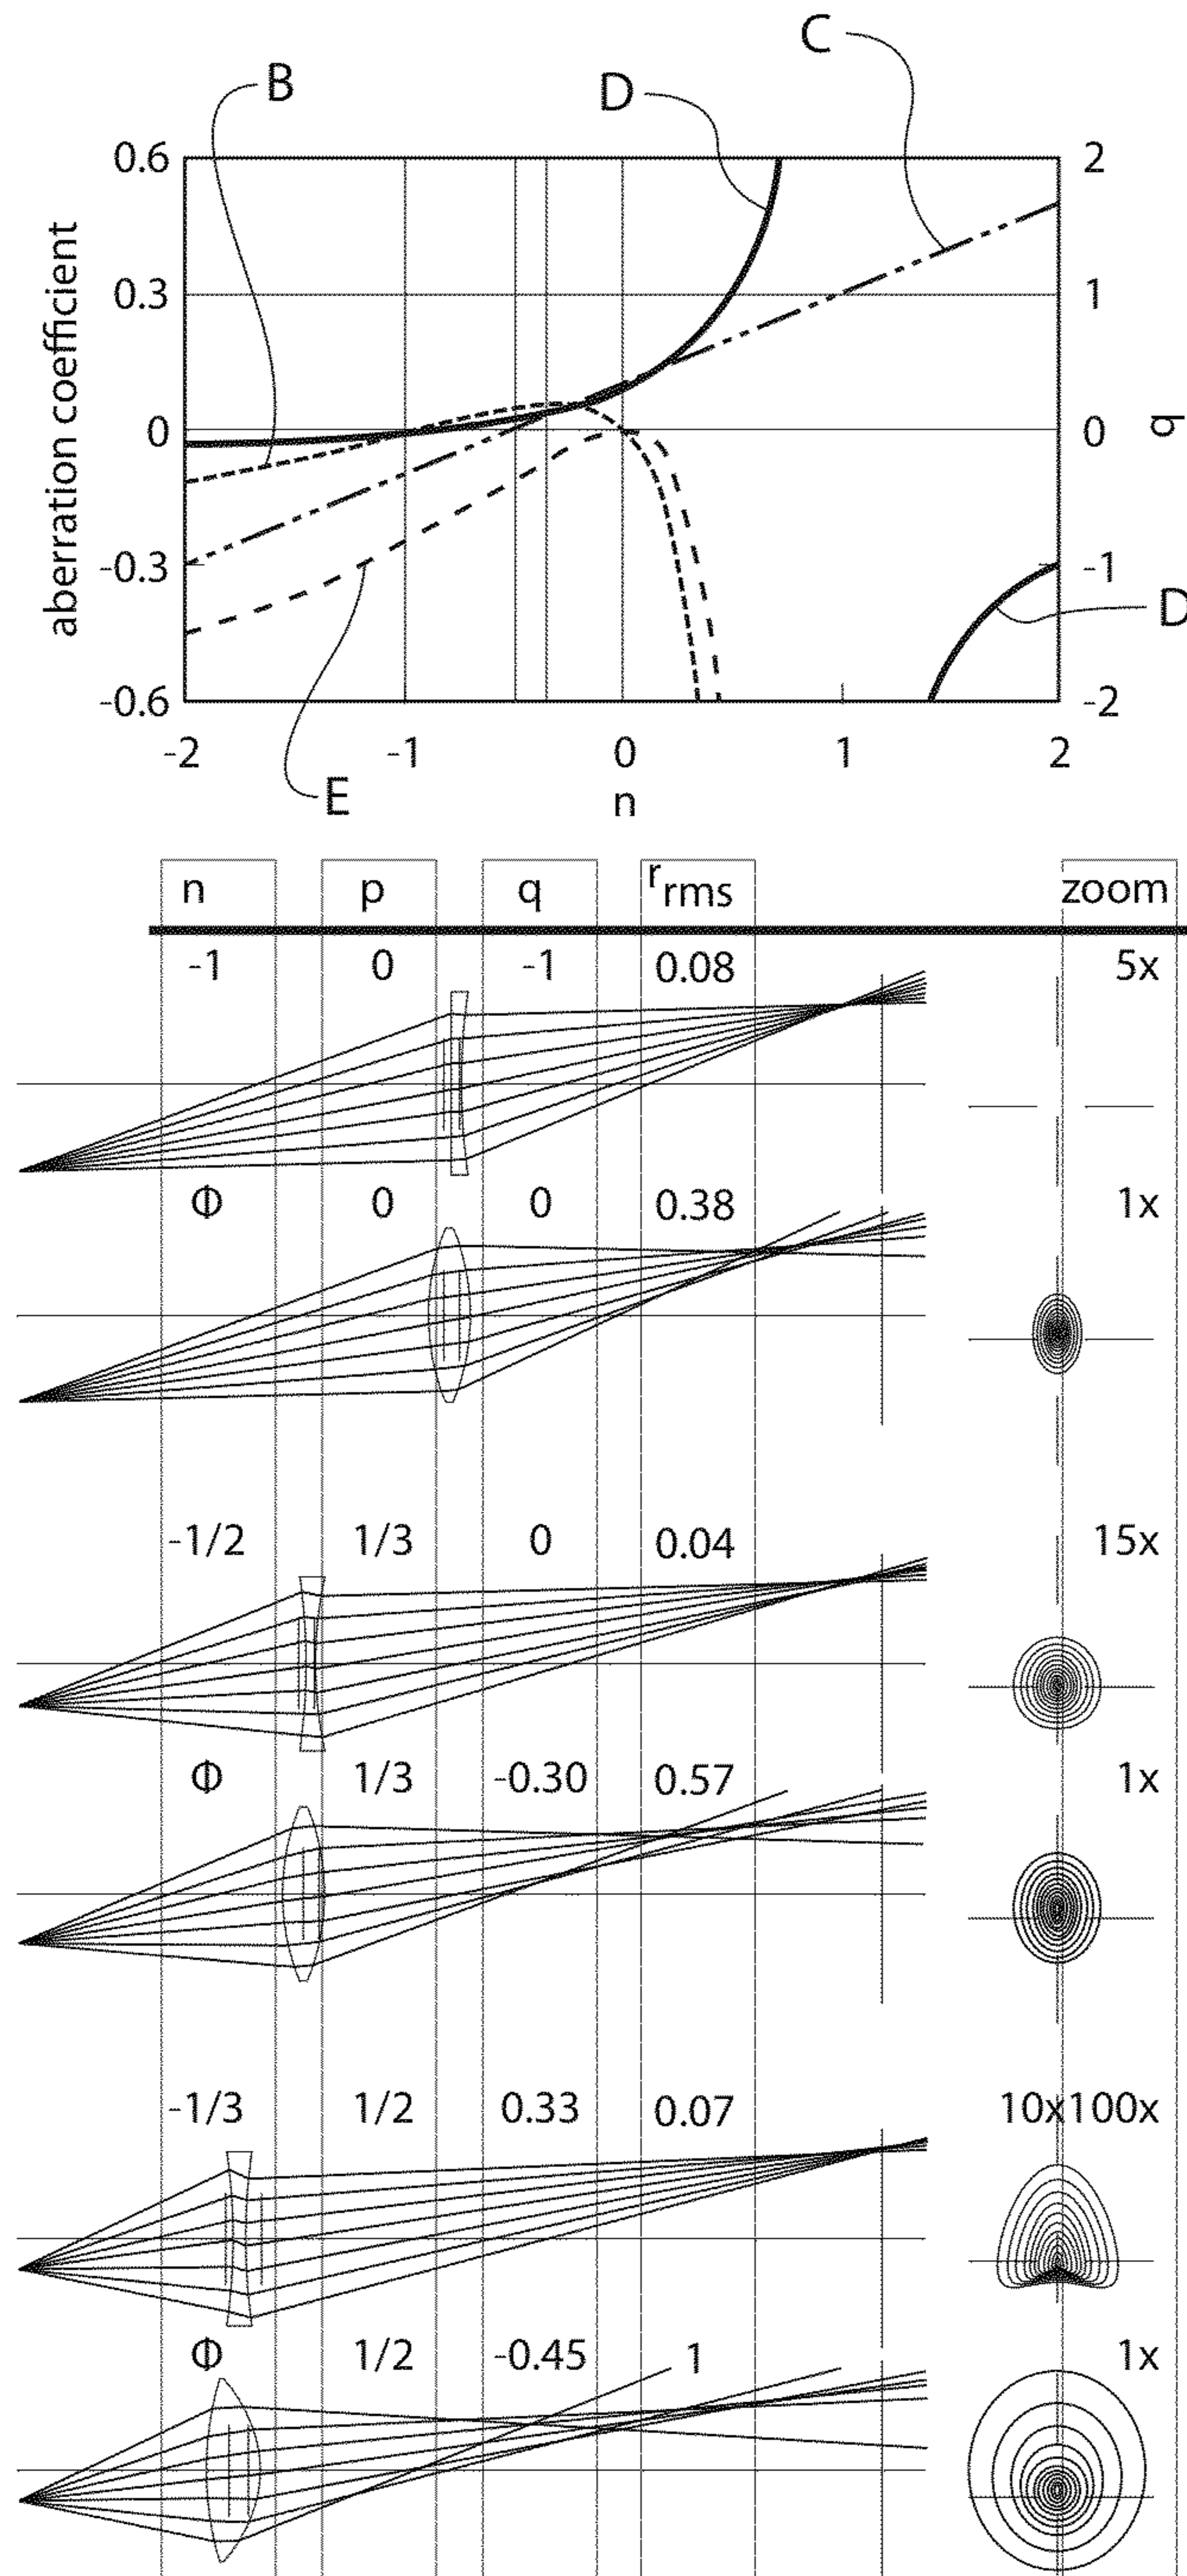 C
B
D
0.6
2
0.3
1
aberration coefficient
0
0
q
-0.3
-1
D
-0.6
-2
-2 -1 0 1 2
E
n
n p q rrms zoom
-1 0 -1 0.08 5x
Φ 0 0 0.38 1x
-1/2 1/3 0 0.04 15x
Φ 1/3 -0.30 0.57 1x
-1/3 1/2 0.33 0.07 10x100x
Φ 1/2 -0.45 1 1x